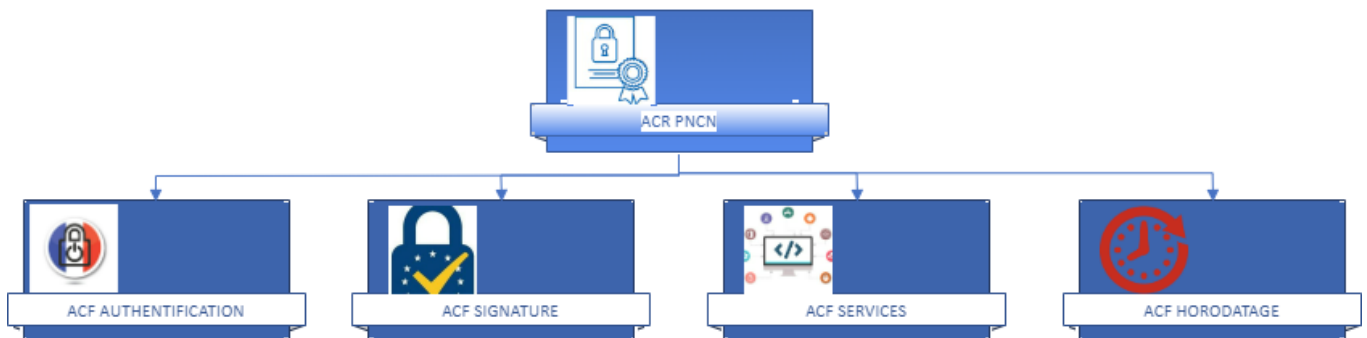 ACR PNCN
ACF AUTHENTIFICATION
ACF SIGNATURE
</>
ACF SERVICES
ACF HORODATAGE